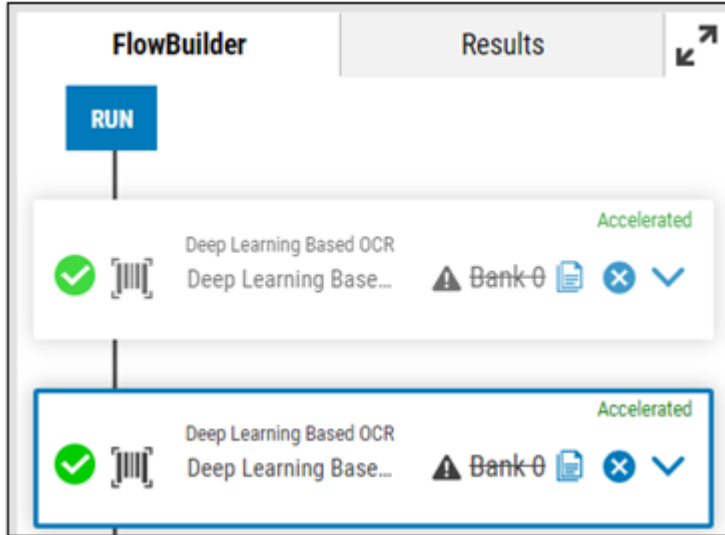 FlowBuilder Results
RUN
Accelerated
Deep Learning Based OCR
Deep Learning Base... Bank 0
Accelerated
Deep Learning Based OCR
Deep Learning Base... Bank 0